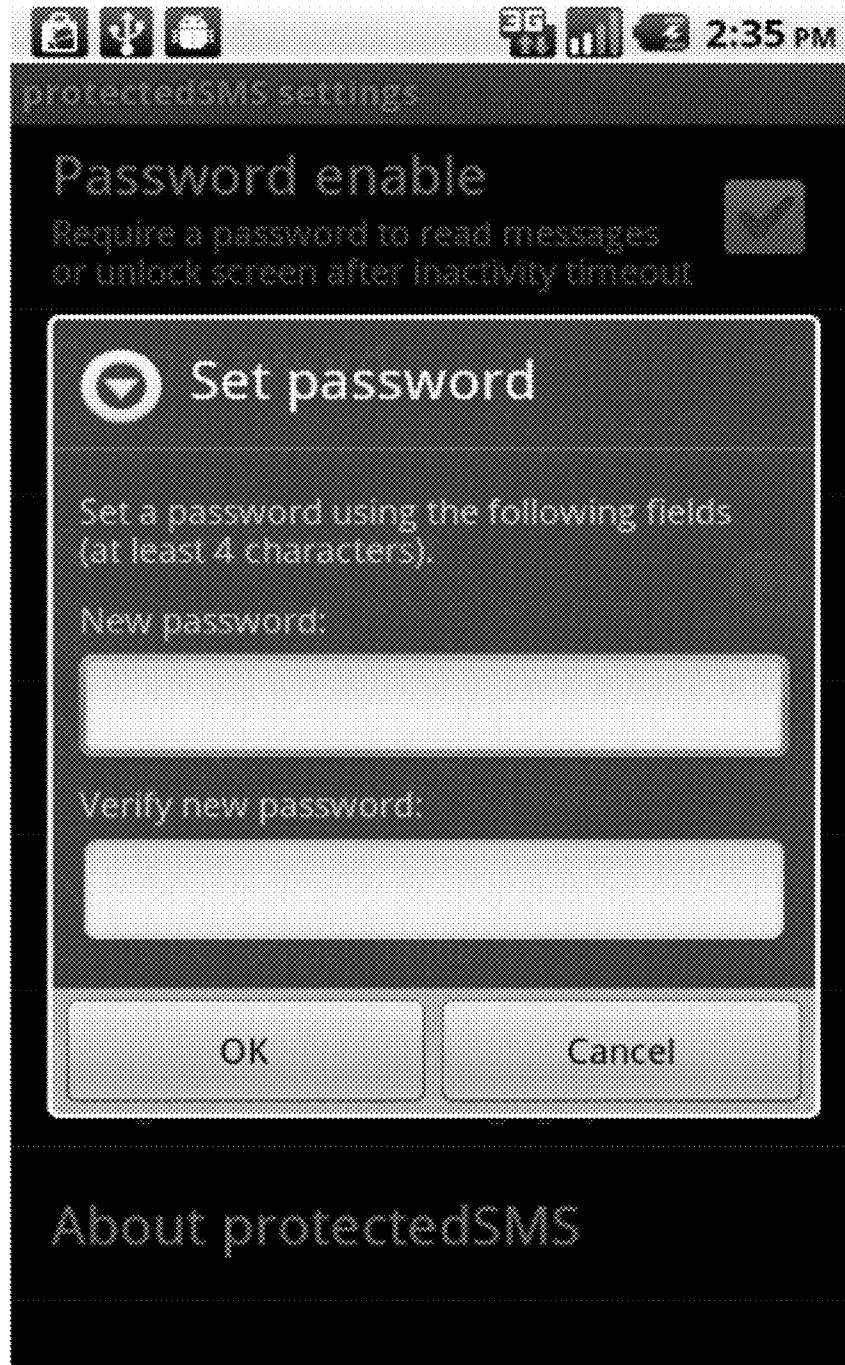 3G 2:35 PM
protectedSMS settings
Password enable
Require a password to read messages
or unlock screen after inactivity timeout
Set password
Set a password using the following fields
(at least 4 characters).
New password:
Verify new password:
OK Cancel
About protectedSMS